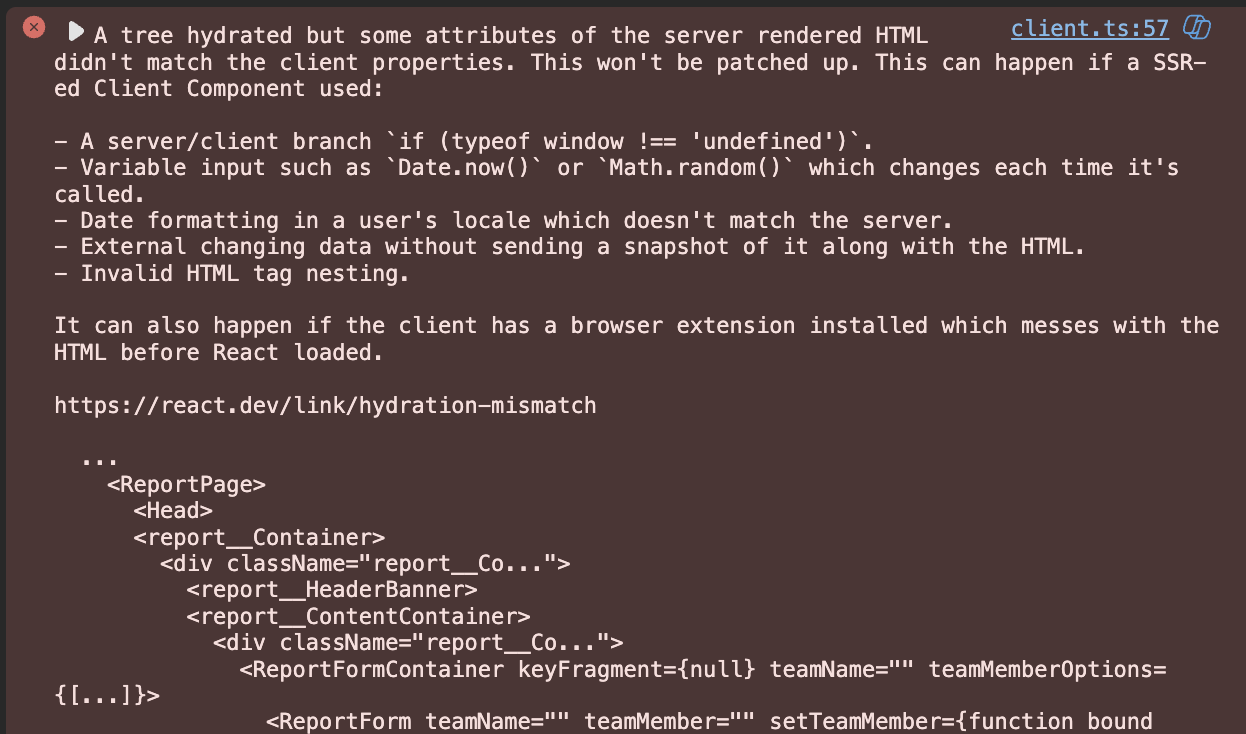 A tree hydrated but some attributes of the server rendered HTML client.ts:57
didn't match the client properties. This won't be patched up. This can happen if a SSR-
ed Client Component used:
- A server/client branch `if (typeof window !== 'undefined')`.
- Variable input such as `Date.now()` or `Math.random()` which changes each time it's
called.
- Date formatting in a user's locale which doesn't match the server.
- External changing data without sending a snapshot of it along with the HTML.
- Invalid HTML tag nesting.
It can also happen if the client has a browser extension installed which messes with the
HTML before React loaded.
https://react.dev/link/hydration-mismatch
...
<ReportPage>
<Head>
<report__Container>
<div className="report__Co...">
<report__HeaderBanner>
<report__ContentContainer>
<div className="report__Co...">
<ReportFormContainer keyFragment={null} teamName="" teamMemberOptions=
{[...]}>
<ReportForm teamName="" teamMember="" setTeamMember={function bound